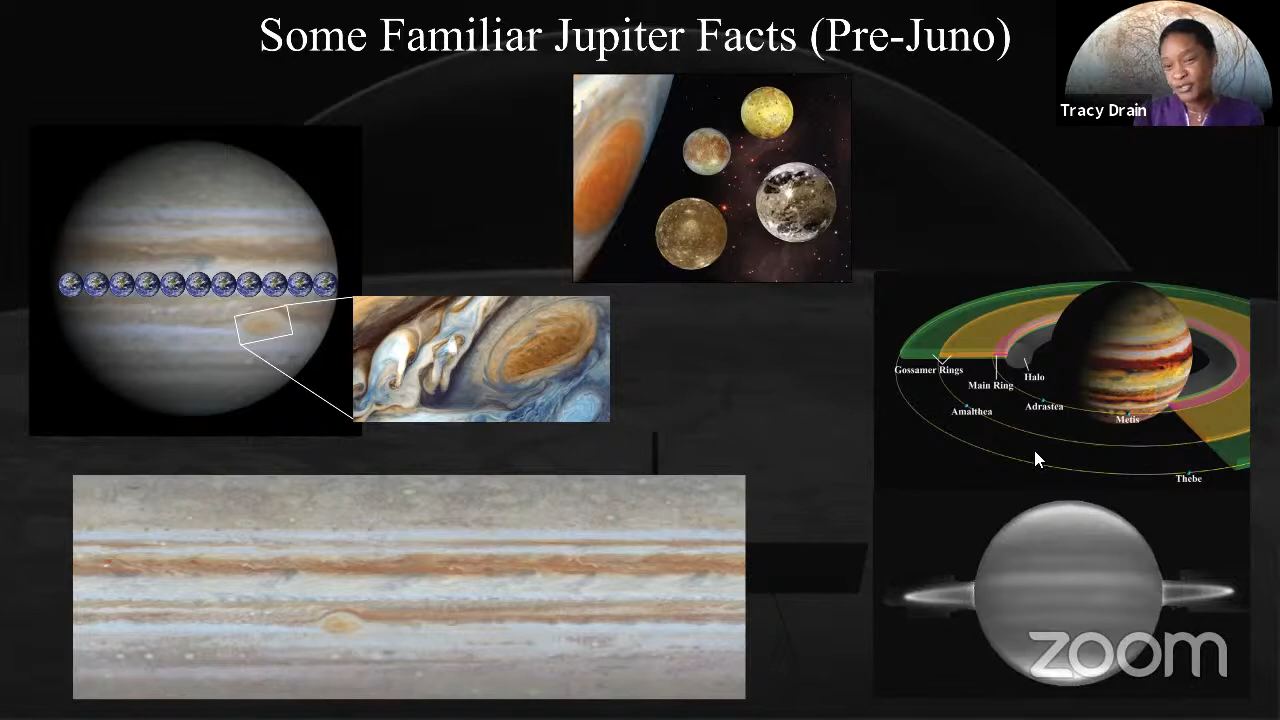 Some Familiar Jupiter Facts (Pre-Juno)
Tracy Drain
Gossamer Rings
Main Ring
Halo
Amalthea
Adrastea
Metis
Thebe
zoom